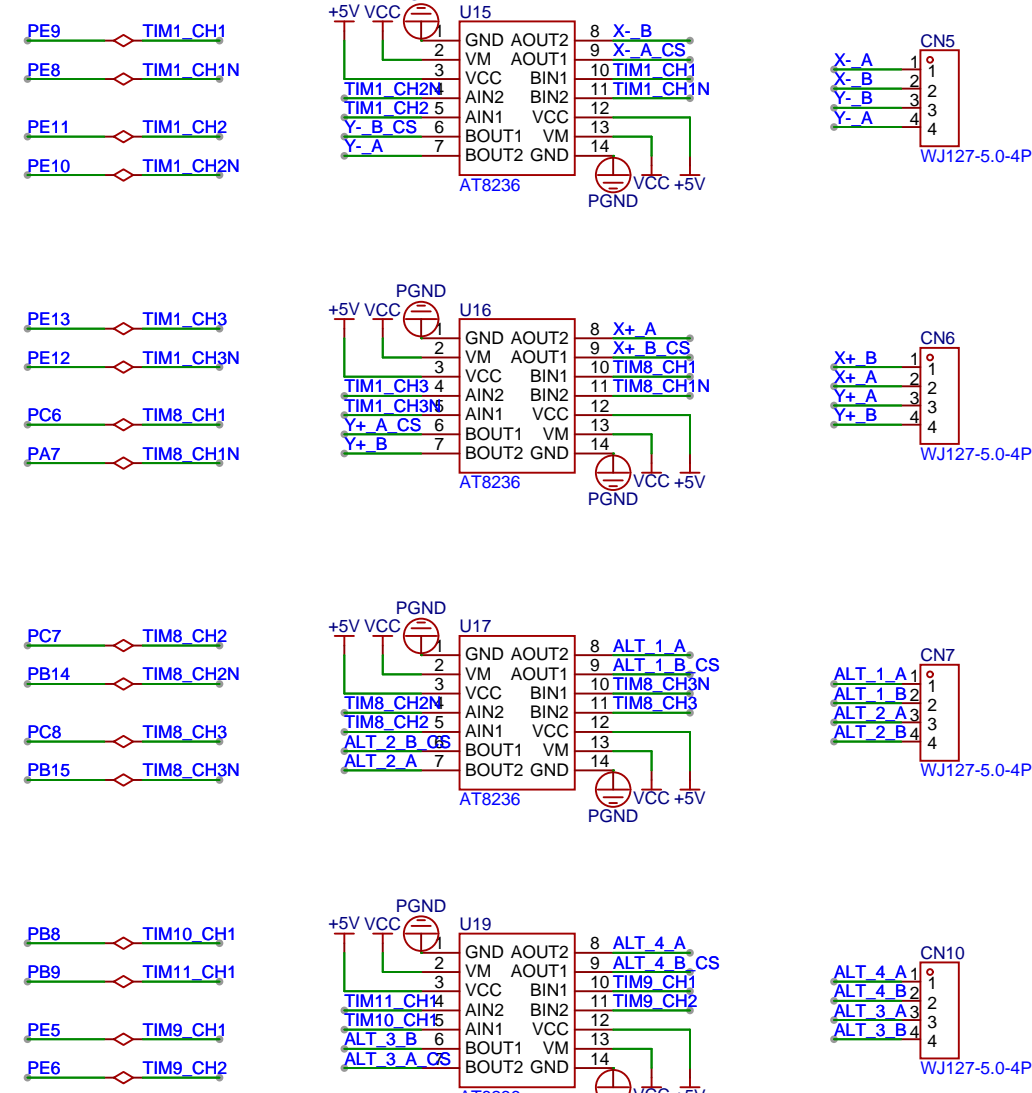 PE9 TIM1_CH1
PE8 TIM1_CH1N
PE11 TIM1_CH2
PE10 TIM1_CH2N
+5V VCC U15
1 GND AOUT2 8 X-_B
2 VM AOUT1 9 X-_A_CS
3 VCC BIN1 10 TIM1_CH1
TIM1_CH2N 4 AIN2 BIN2 11 TIM1_CH1N
TIM1_CH2 5 AIN1 VCC 12
Y-_B_CS 6 BOUT1 VM 13
Y-_A 7 BOUT2 GND 14
AT8236 VCC +5V
PGND
CN5
X-_A 1 1
X-_B 2 2
Y-_B 3 3
Y-_A 4 4
WJ127-5.0-4P
PE13 TIM1_CH3
PE12 TIM1_CH3N
PC6 TIM8_CH1
PA7 TIM8_CH1N
PGND
+5V VCC U16
1 GND AOUT2 8 X+_A
2 VM AOUT1 9 X+_B_CS
3 VCC BIN1 10 TIM8_CH1
TIM1_CH3 4 AIN2 BIN2 11 TIM8_CH1N
TIM1_CH3N 5 AIN1 VCC 12
Y+_A_CS 6 BOUT1 VM 13
Y+_B 7 BOUT2 GND 14
AT8236 VCC +5V
PGND
CN6
X+_B 1 1
X+_A 2 2
Y+_A 3 3
Y+_B 4 4
WJ127-5.0-4P
PC7 TIM8_CH2
PB14 TIM8_CH2N
PC8 TIM8_CH3
PB15 TIM8_CH3N
PGND
+5V VCC U17
1 GND AOUT2 8 ALT_1_A
2 VM AOUT1 9 ALT_1_B_CS
3 VCC BIN1 10 TIM8_CH3N
TIM8_CH2N 4 AIN2 BIN2 11 TIM8_CH3
TIM8_CH2 5 AIN1 VCC 12
ALT_2_B_CS 6 BOUT1 VM 13
ALT_2_A 7 BOUT2 GND 14
AT8236 VCC +5V
PGND
CN7
ALT_1_A 1 1
ALT_1_B 2 2
ALT_2_A 3 3
ALT_2_B 4 4
WJ127-5.0-4P
PB8 TIM10_CH1
PB9 TIM11_CH1
PE5 TIM9_CH1
PE6 TIM9_CH2
PGND
+5V VCC U19
1 GND AOUT2 8 ALT_4_A
2 VM AOUT1 9 ALT_4_B_CS
3 VCC BIN1 10 TIM9_CH1
TIM11_CH1 4 AIN2 BIN2 11 TIM9_CH2
TIM10_CH1 5 AIN1 VCC 12
ALT_3_B 6 BOUT1 VM 13
ALT_3_A_CS 7 BOUT2 GND 14
CN10
ALT_4_A 1 1
ALT_4_B 2 2
ALT_3_A 3 3
ALT_3_B 4 4
WJ127-5.0-4P